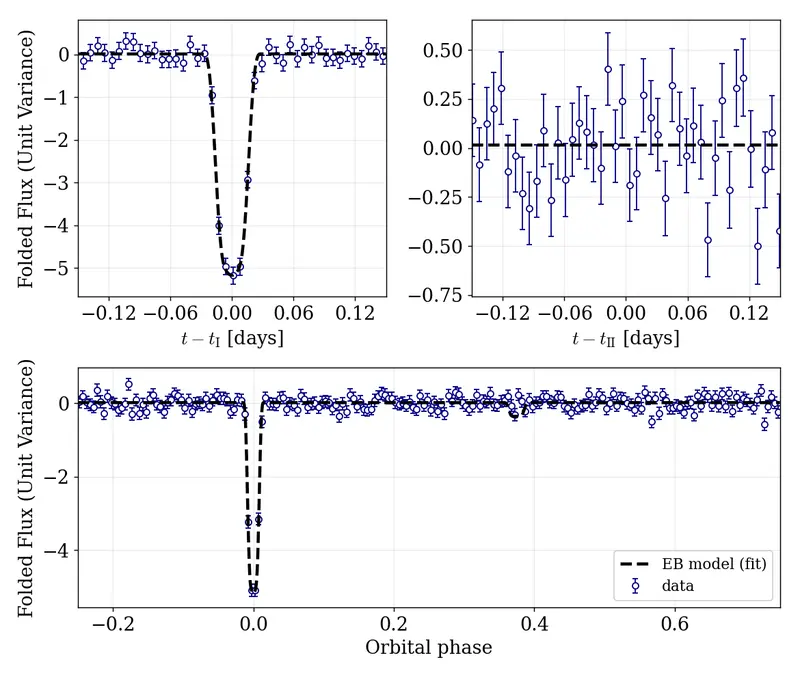 Folded Flux (Unit Variance)
0
−1
−2
−3
−4
−5
−0.12 −0.06 0.00 0.06 0.12
t − tI [days]
0.50
0.25
0.00
−0.25
−0.50
−0.75
−0.12 −0.06 0.00 0.06 0.12
t − tII [days]
Folded Flux (Unit Variance)
0
−2
−4
EB model (fit)
data
−0.2 0.0 0.2 0.4 0.6
Orbital phase